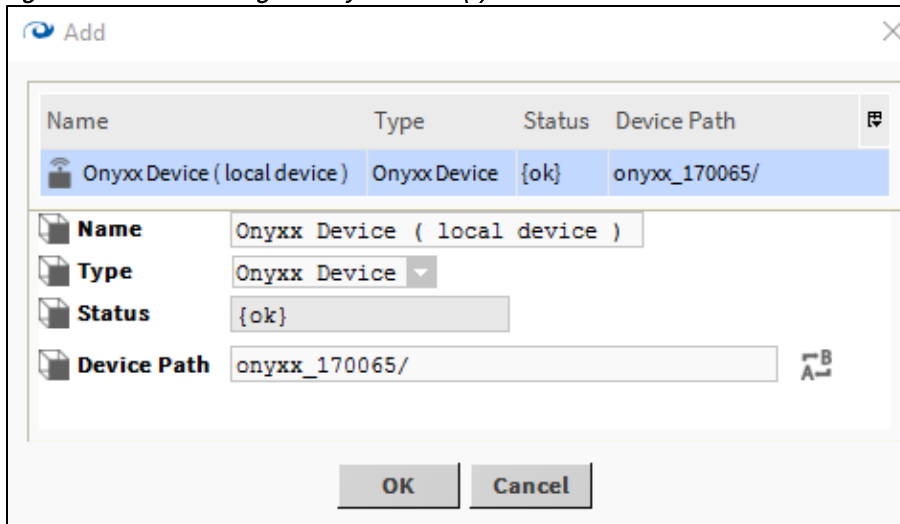 Add
Name Type Status Device Path
Onyxx Device ( local device ) Onyxx Device {ok} onyxx_170065/
Name Onyxx Device ( local device )
Type Onyxx Device
Status {ok}
Device Path onyxx_170065/ B
A
OK Cancel